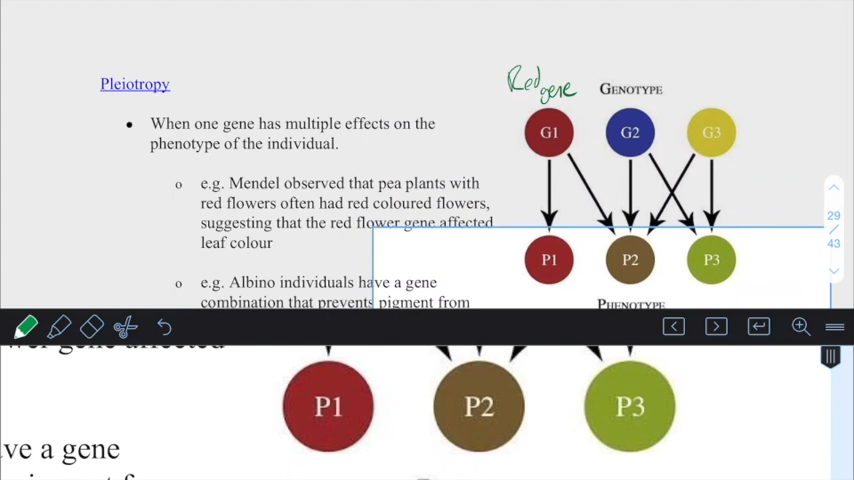 Pleiotropy
Red gene
GENOTYPE
• When one gene has multiple effects on the
phenotype of the individual.
G1 G2 G3
o e.g. Mendel observed that pea plants with
red flowers often had red coloured flowers,
suggesting that the red flower gene affected
leaf colour
29
/
43
P1 P2 P3
o e.g. Albino individuals have a gene
combination that prevents pigment from
PHENOTYPE
P1 P2 P3
ve a gene